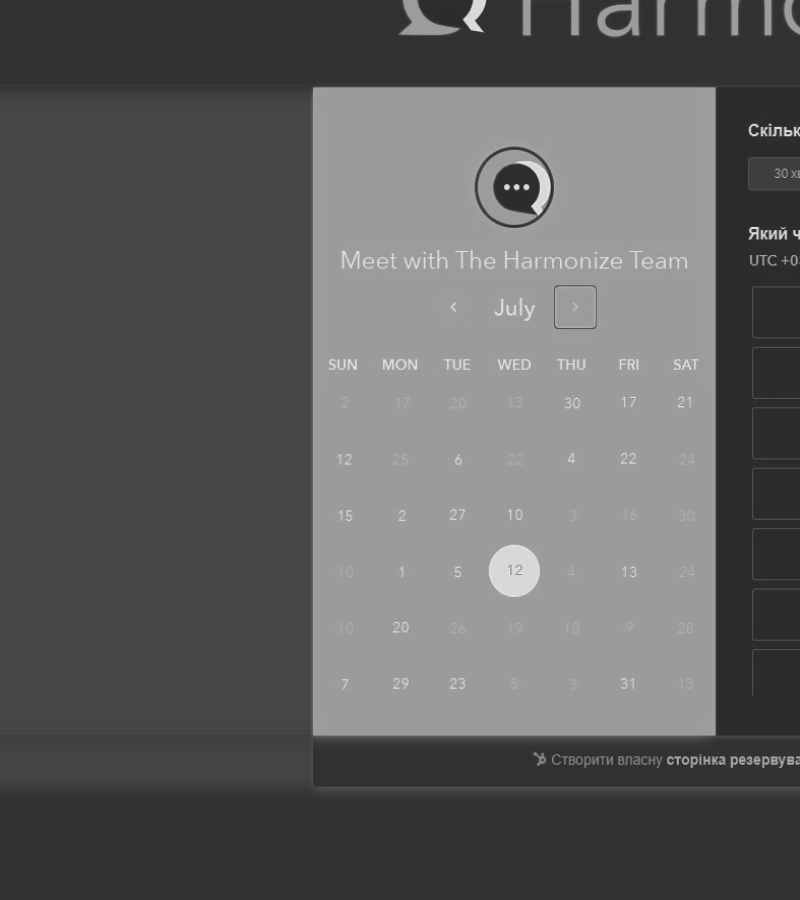 Harmo
Meet with The Harmonize Team
July
SUN MON TUE WED THU FRI SAT
2 17 20 13 30 17 21
12 25 6 22 4 22 24
15 2 27 10 3 16 30
10 1 5 12 4 13 24
10 20 26 19 18 9 28
7 29 23 5 3 31 13
Скільк
30 хв
Який ч
UTC +03
Створити власну сторінка резервува